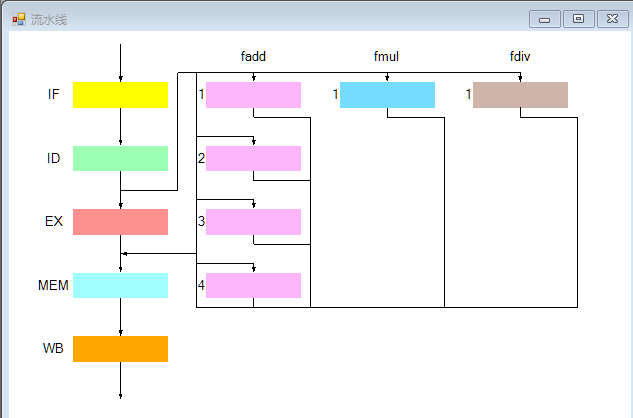 流水线
fadd fmul fdiv
IF 1 1 1
ID 2
EX 3
MEM 4
WB